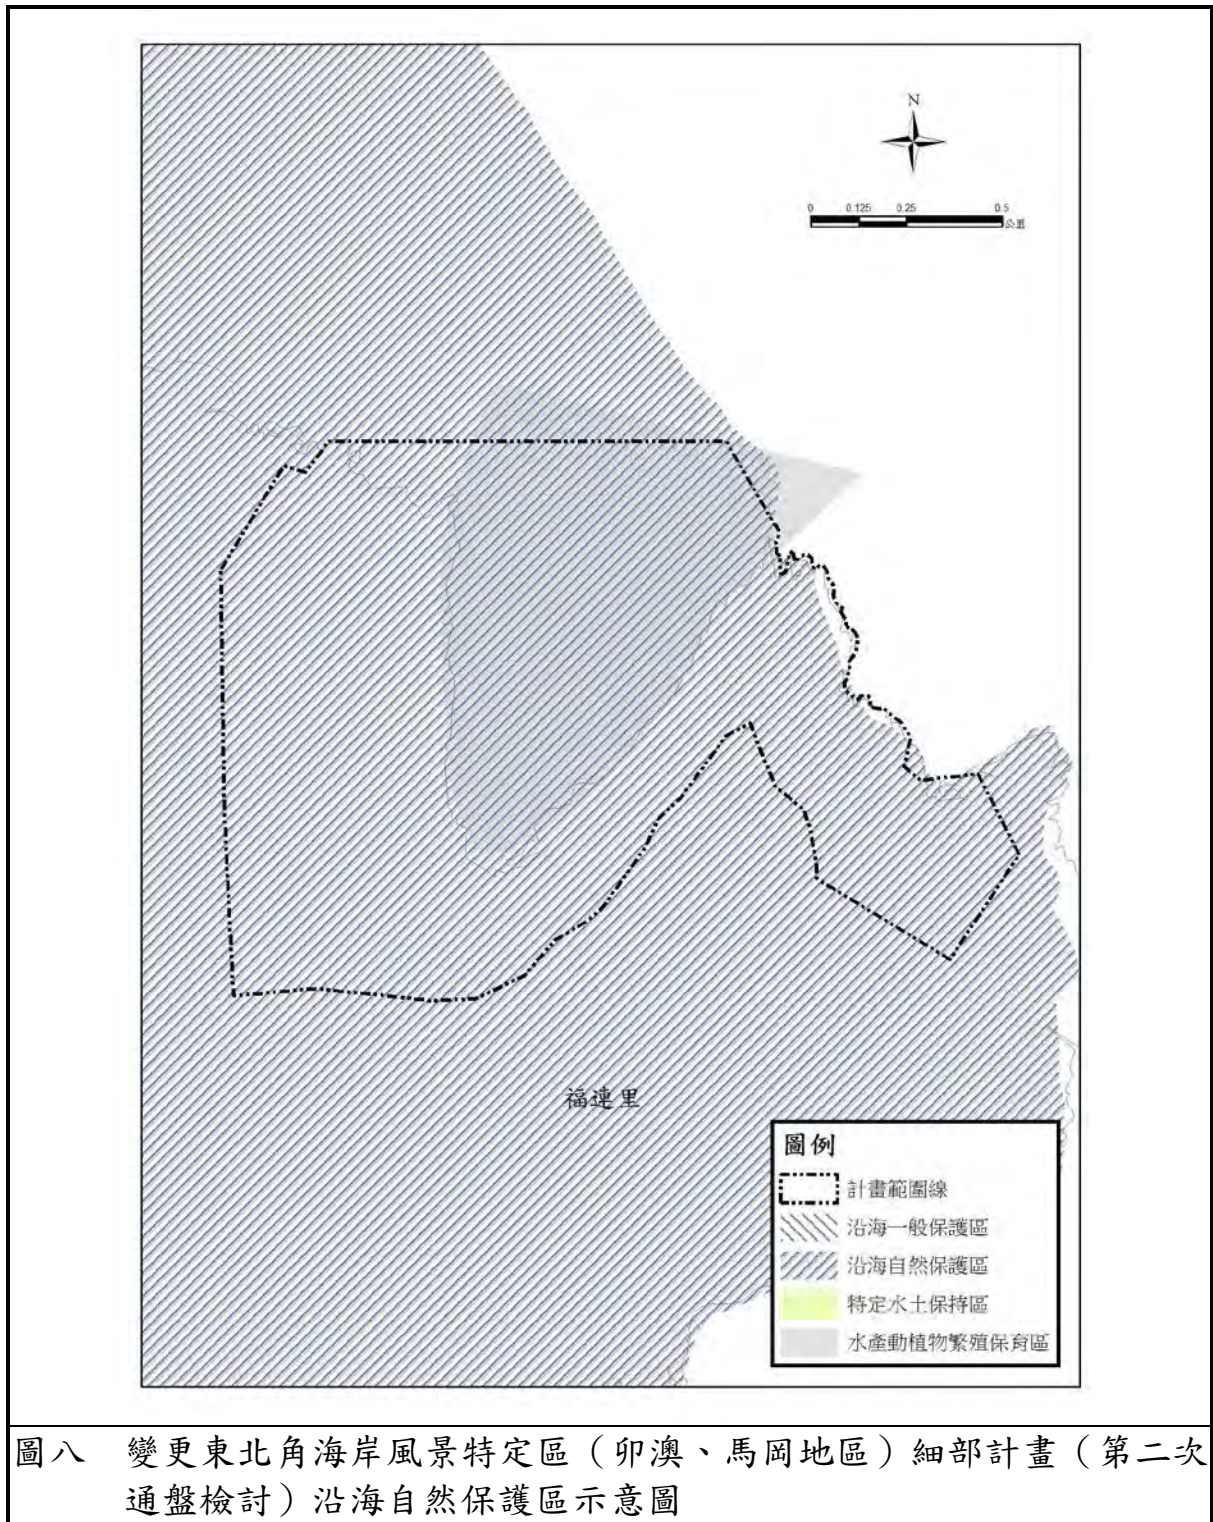 N
0 0.125 0.25 0.5
公里
福連里
圖例
計畫範圍線
沿海一般保護區
沿海自然保護區
特定水土保持區
水產動植物繁殖保育區
圖八 變更東北角海岸風景特定區（卯澳、馬岡地區）細部計畫（第二次
通盤檢討）沿海自然保護區示意圖